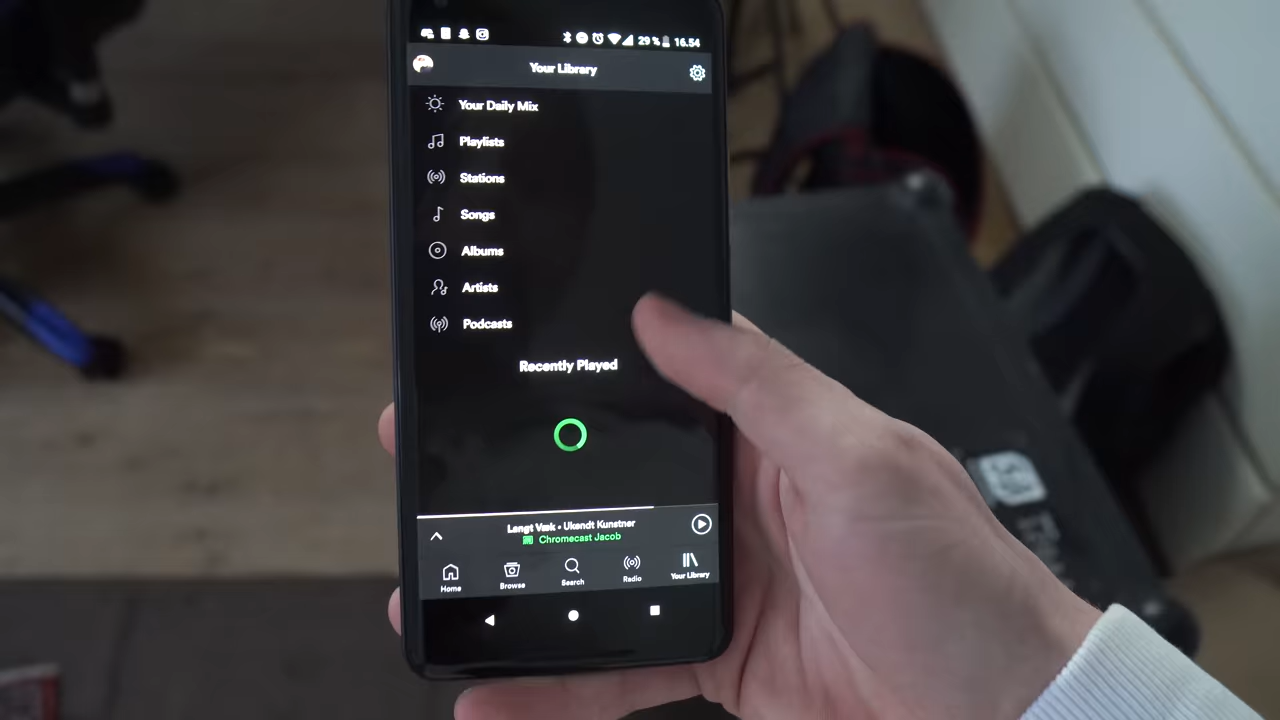 29 % 16.54
Your Library
Your Daily Mix
Playlists
Stations
Songs
Albums
Artists
Podcasts
Recently Played
Langt Væk • Ukendt Kunstner
Chromecast Jacob
Home Browse Search Radio Your Library